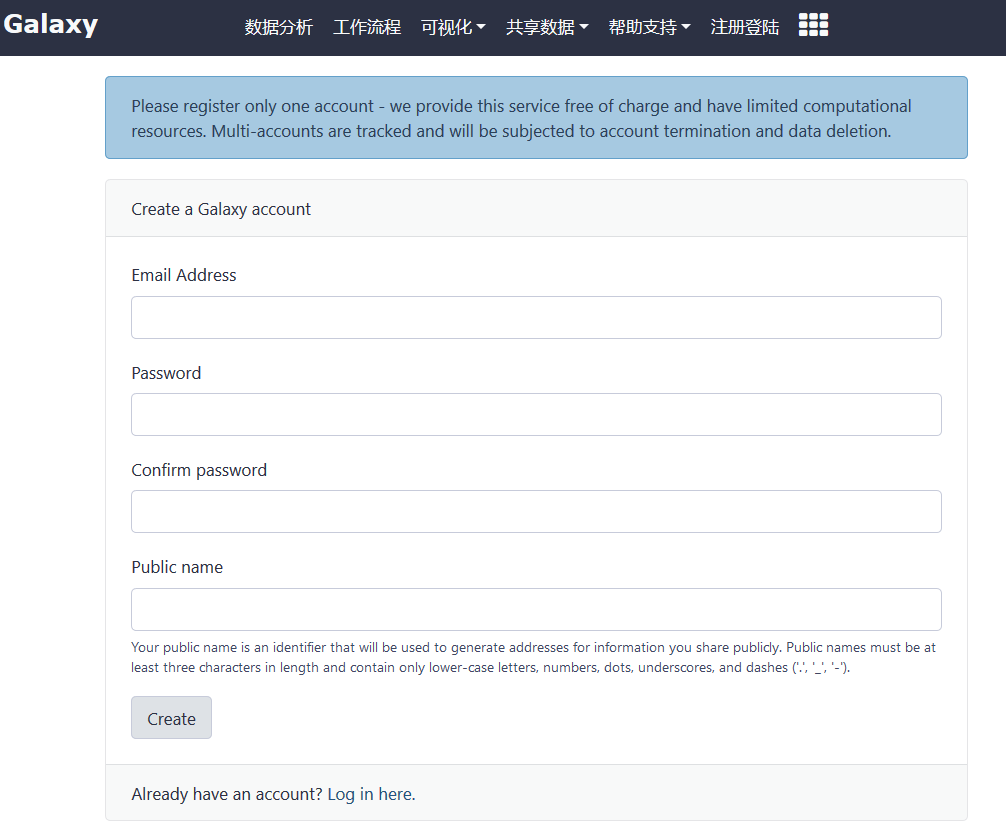 Galaxy
数据分析 工作流程 可视化 共享数据 帮助支持 注册登陆
Please register only one account - we provide this service free of charge and have limited computational
resources. Multi-accounts are tracked and will be subjected to account termination and data deletion.
Create a Galaxy account
Email Address
Password
Confirm password
Public name
Your public name is an identifier that will be used to generate addresses for information you share publicly. Public names must be at
least three characters in length and contain only lower-case letters, numbers, dots, underscores, and dashes ('.', '_', '-').
Create
Already have an account? Log in here.